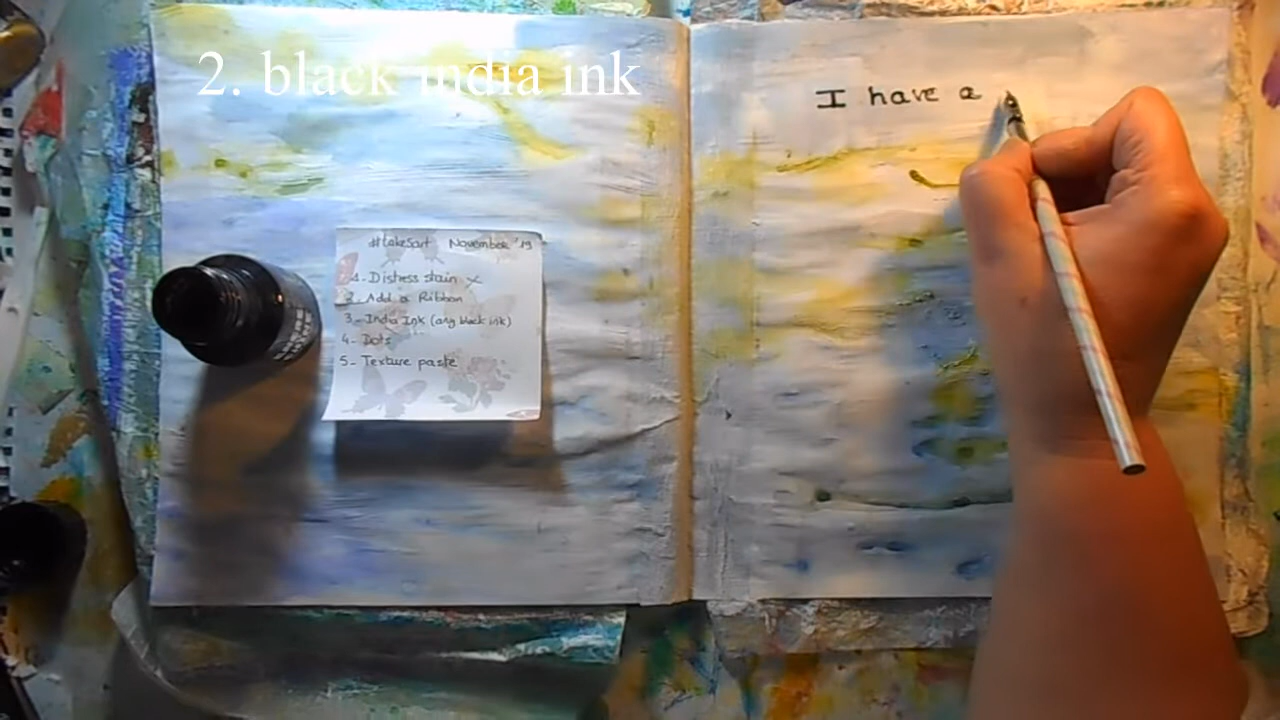 2. black india ink
I have a
#take5art November '19
1- Distress stain x
2- Add a Ribbon
3- India Ink (any black ink)
4- Dots
5- Texture paste